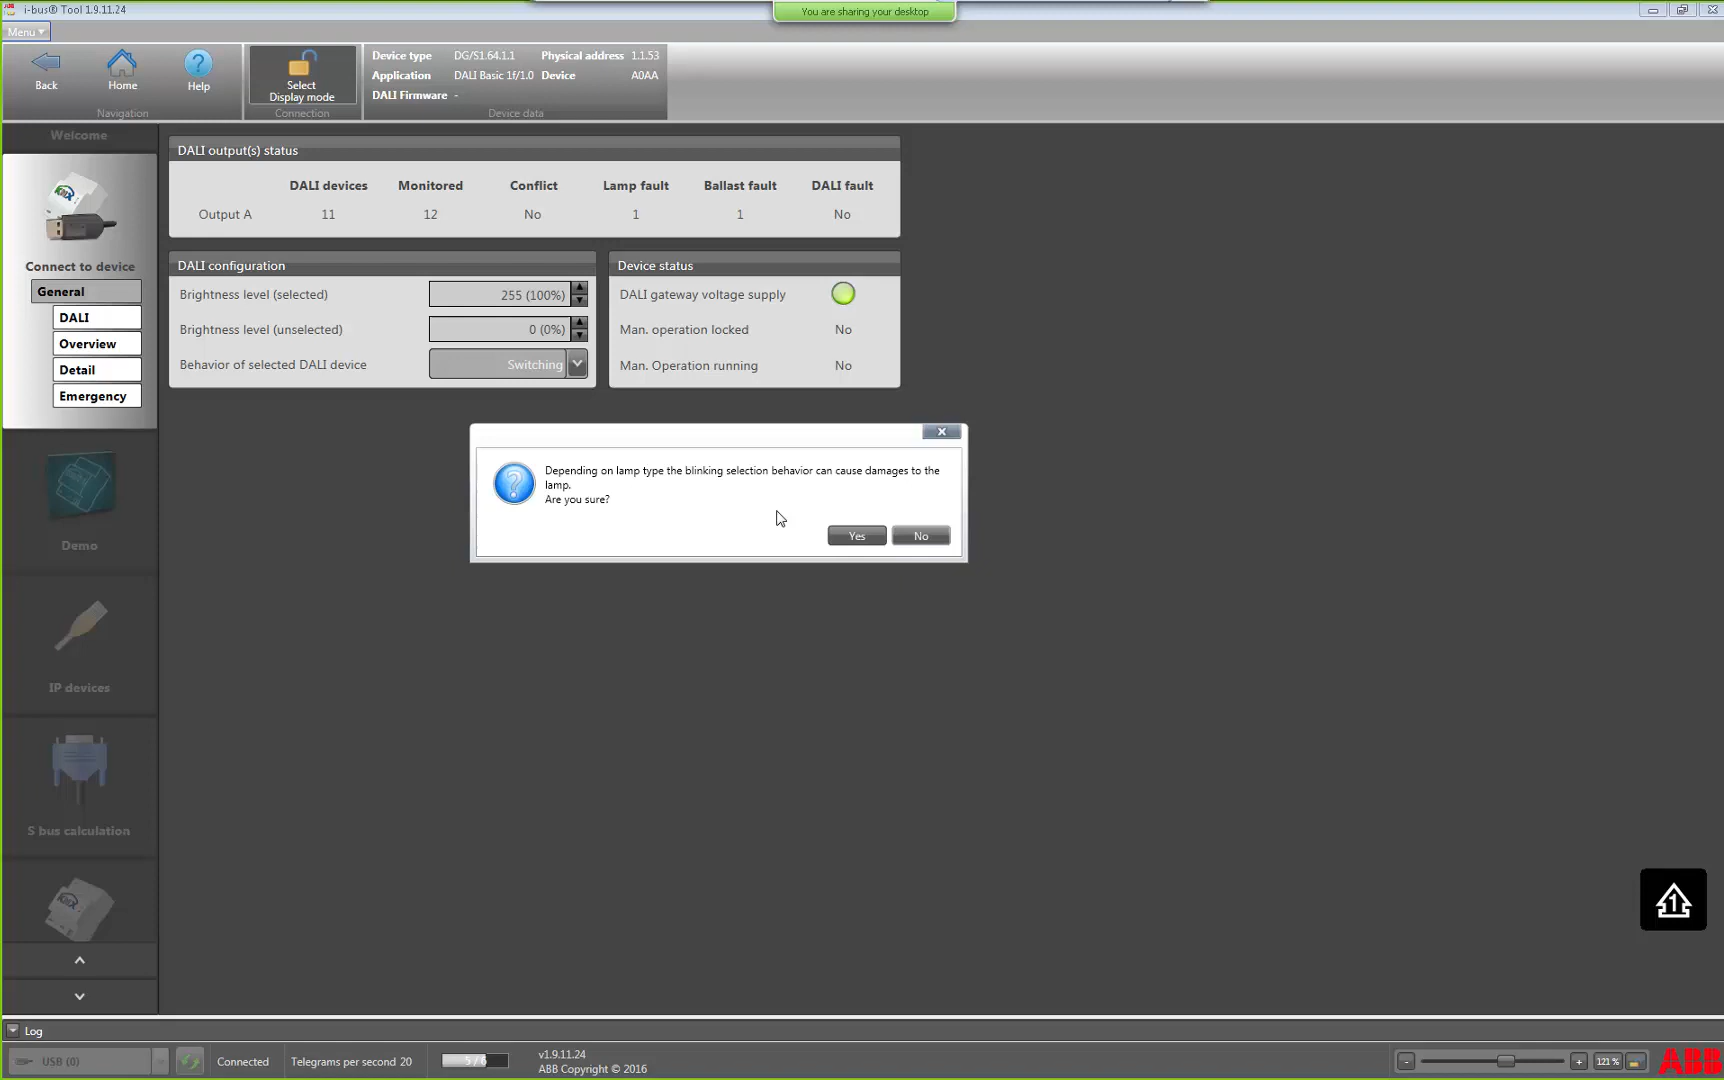 i-bus® Tool 1.9.11.24
You are sharing your desktop
Menu
Back
Home
Help
Navigation
Select
Display mode
Connection
Device type DG/S1.64.1.1 Physical address 1.1.53
Application DALI Basic 1f/1.0 Device A0AA
DALI Firmware -
Device data
Welcome
Connect to device
General
DALI
Overview
Detail
Emergency
Demo
IP devices
S bus calculation
DALI output(s) status
DALI devices Monitored Conflict Lamp fault Ballast fault DALI fault
Output A 11 12 No 1 1 No
DALI configuration
Brightness level (selected) 255 (100%)
Brightness level (unselected) 0 (0%)
Behavior of selected DALI device Switching
Device status
DALI gateway voltage supply
Man. operation locked No
Man. Operation running No
Depending on lamp type the blinking selection behavior can cause damages to the
lamp.
Are you sure?
Yes No
1
Log
USB (0)
Connected
Telegrams per second 20
5 / 6
v1.9.11.24
ABB Copyright © 2016
- + 121 %
ABB